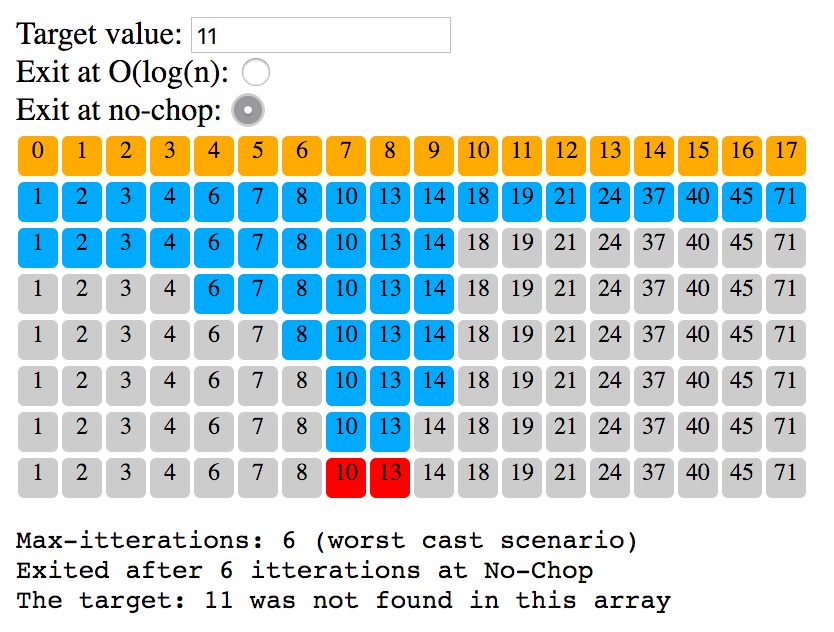 Target value: 11
Exit at O(log(n):
Exit at no-chop:
0 1 2 3 4 5 6 7 8 9 10 11 12 13 14 15 16 17
1 2 3 4 6 7 8 10 13 14 18 19 21 24 37 40 45 71
1 2 3 4 6 7 8 10 13 14 18 19 21 24 37 40 45 71
1 2 3 4 6 7 8 10 13 14 18 19 21 24 37 40 45 71
1 2 3 4 6 7 8 10 13 14 18 19 21 24 37 40 45 71
1 2 3 4 6 7 8 10 13 14 18 19 21 24 37 40 45 71
1 2 3 4 6 7 8 10 13 14 18 19 21 24 37 40 45 71
1 2 3 4 6 7 8 10 13 14 18 19 21 24 37 40 45 71
Max-itterations: 6 (worst cast scenario)
Exited after 6 itterations at No-Chop
The target: 11 was not found in this array